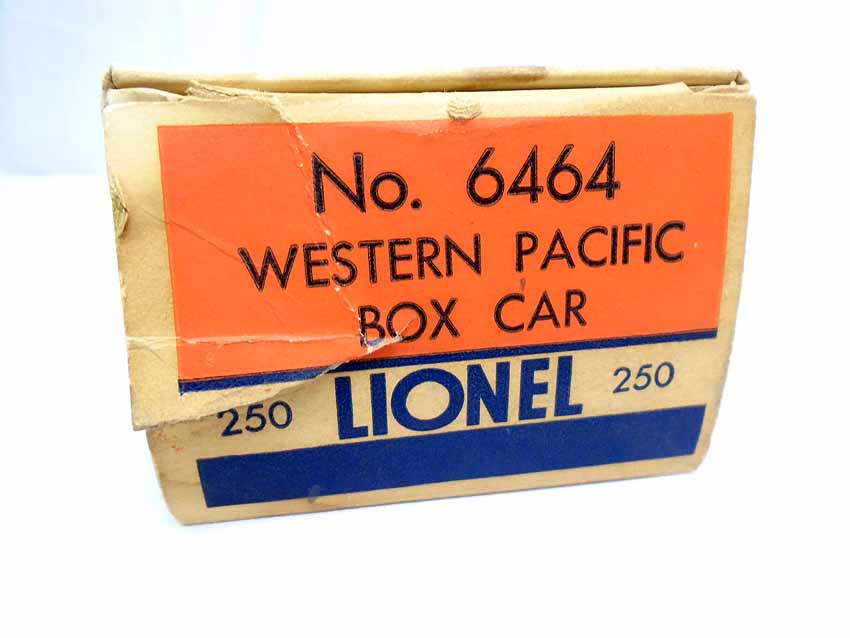 No. 6464
WESTERN PACIFIC
BOX CAR
250 LIONEL 250